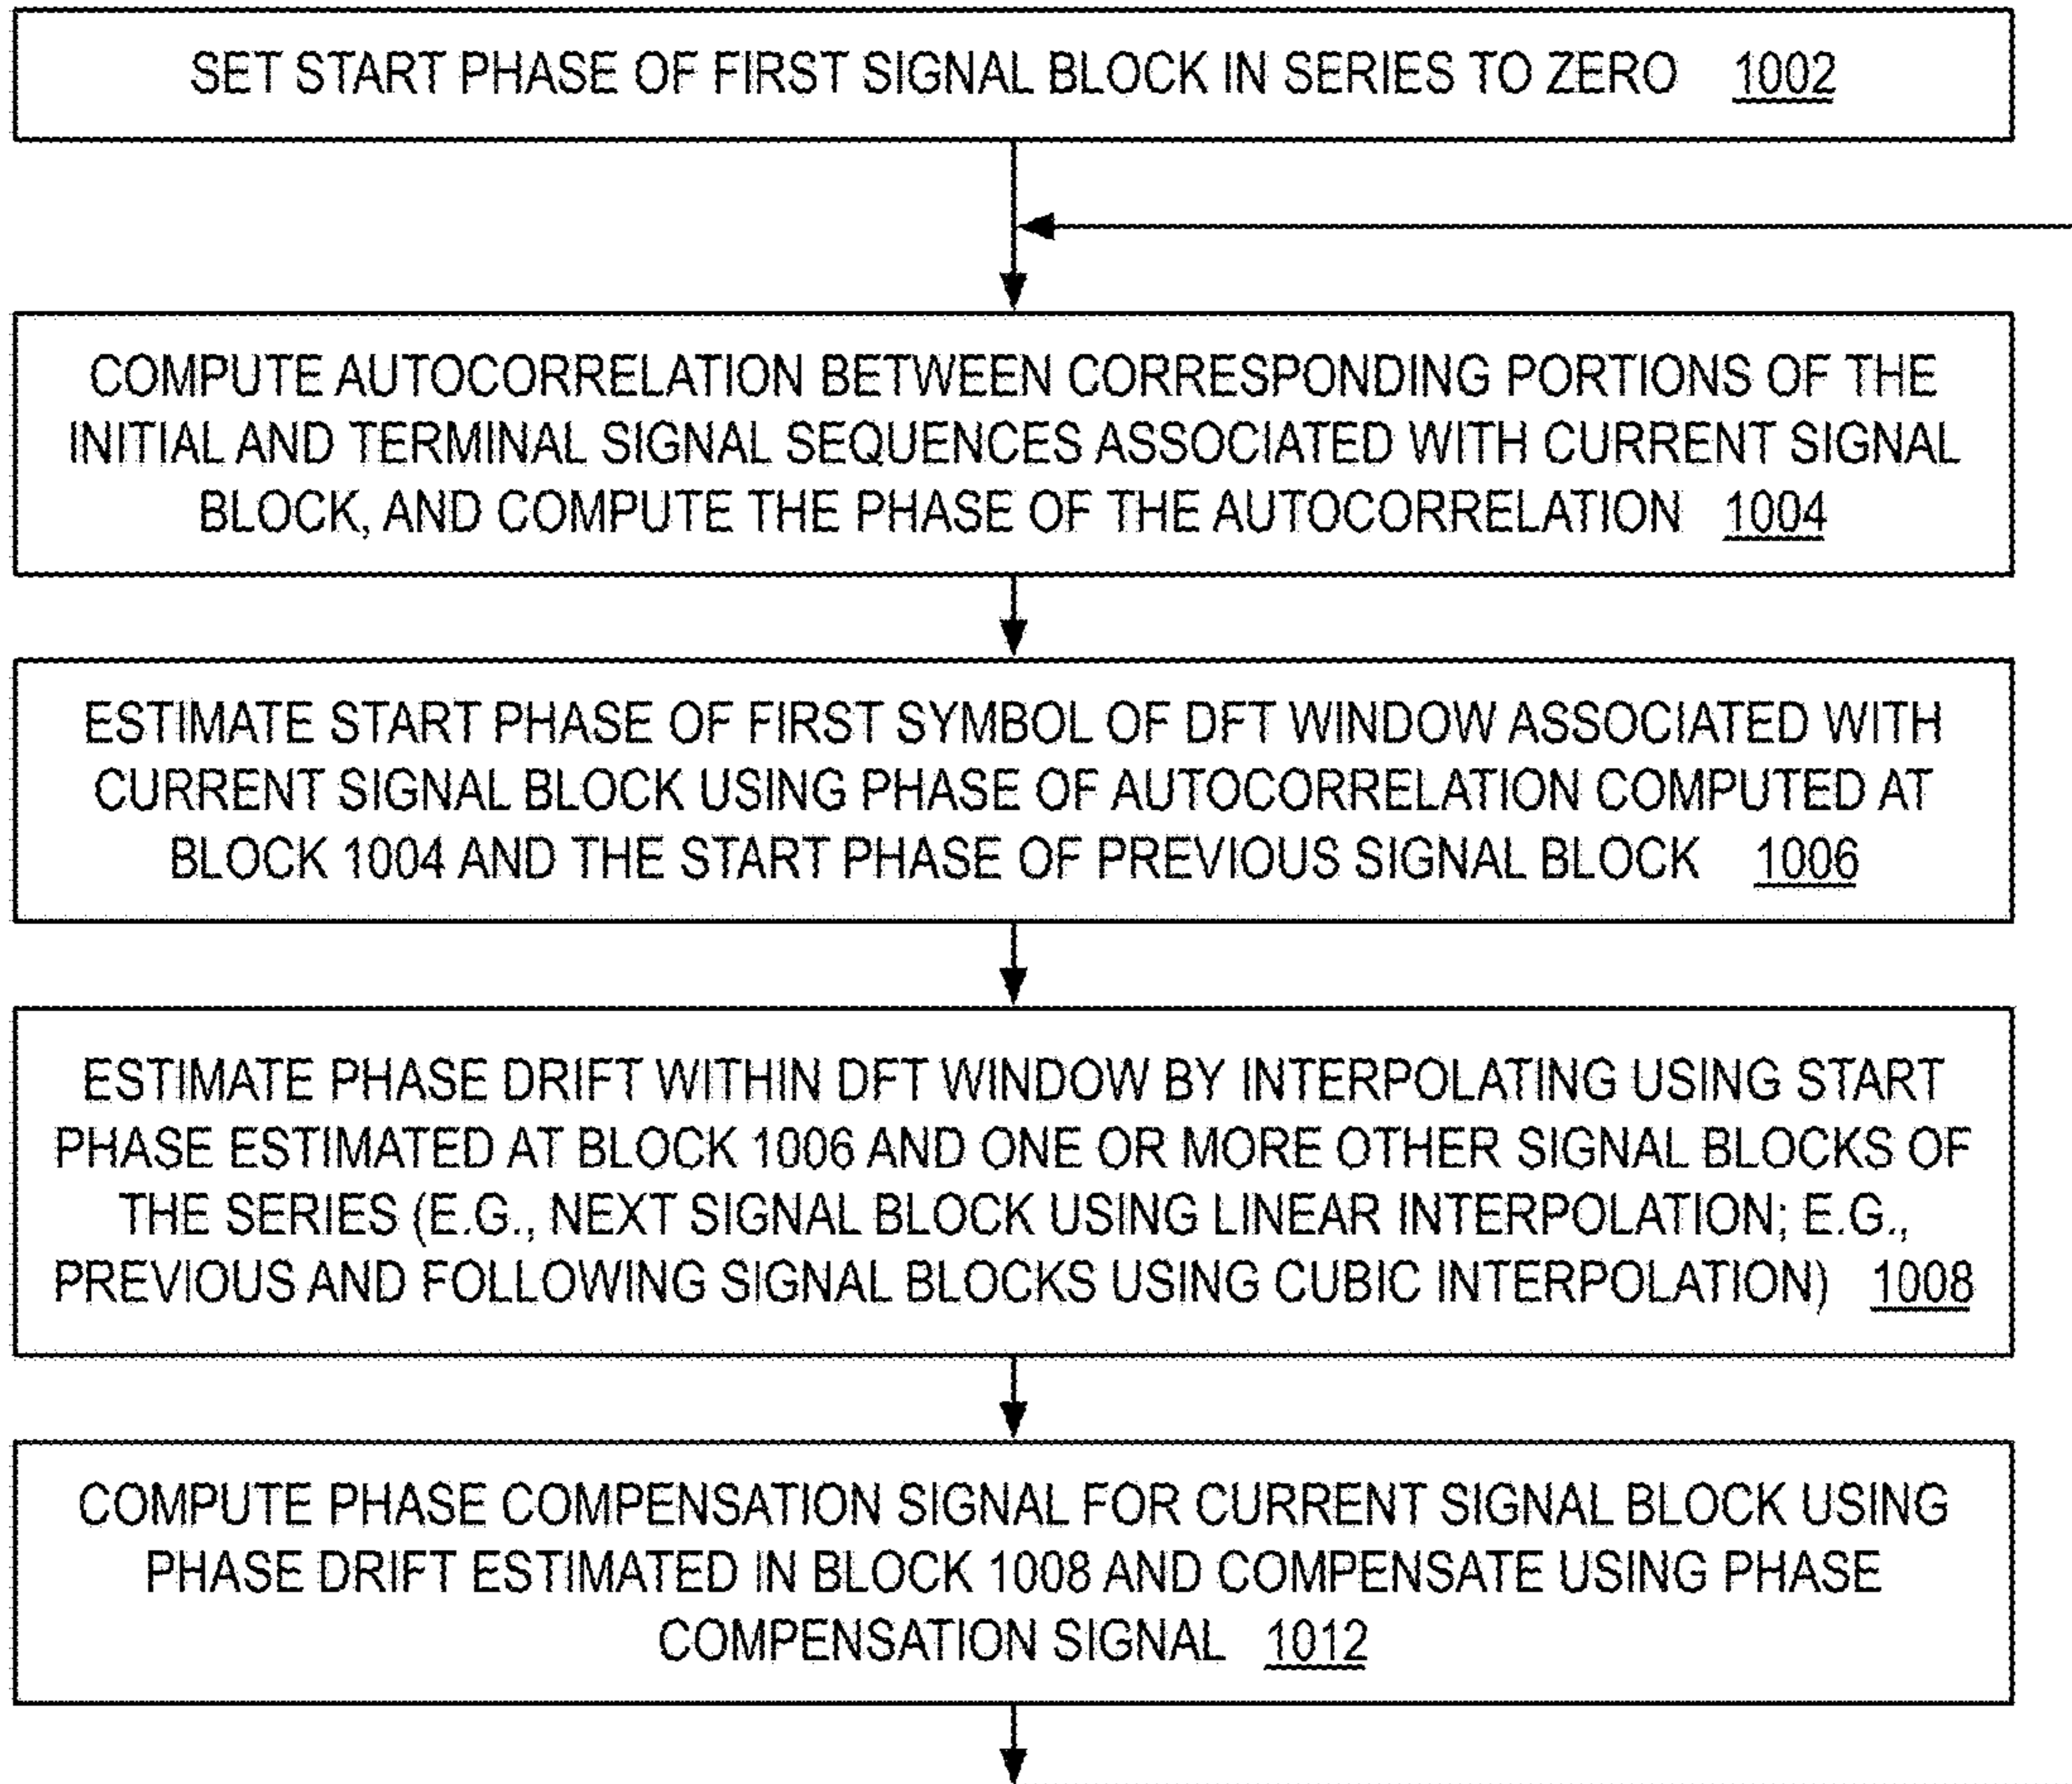 SET START PHASE OF FIRST SIGNAL BLOCK IN SERIES TO ZERO 1002
COMPUTE AUTOCORRELATION BETWEEN CORRESPONDING PORTIONS OF THE
INITIAL AND TERMINAL SIGNAL SEQUENCES ASSOCIATED WITH CURRENT SIGNAL
BLOCK, AND COMPUTE THE PHASE OF THE AUTOCORRELATION 1004
ESTIMATE START PHASE OF FIRST SYMBOL OF DFT WINDOW ASSOCIATED WITH
CURRENT SIGNAL BLOCK USING PHASE OF AUTOCORRELATION COMPUTED AT
BLOCK 1004 AND THE START PHASE OF PREVIOUS SIGNAL BLOCK 1006
ESTIMATE PHASE DRIFT WITHIN DFT WINDOW BY INTERPOLATING USING START
PHASE ESTIMATED AT BLOCK 1006 AND ONE OR MORE OTHER SIGNAL BLOCKS OF
THE SERIES (E.G., NEXT SIGNAL BLOCK USING LINEAR INTERPOLATION; E.G.,
PREVIOUS AND FOLLOWING SIGNAL BLOCKS USING CUBIC INTERPOLATION) 1008
COMPUTE PHASE COMPENSATION SIGNAL FOR CURRENT SIGNAL BLOCK USING
PHASE DRIFT ESTIMATED IN BLOCK 1008 AND COMPENSATE USING PHASE
COMPENSATION SIGNAL 1012